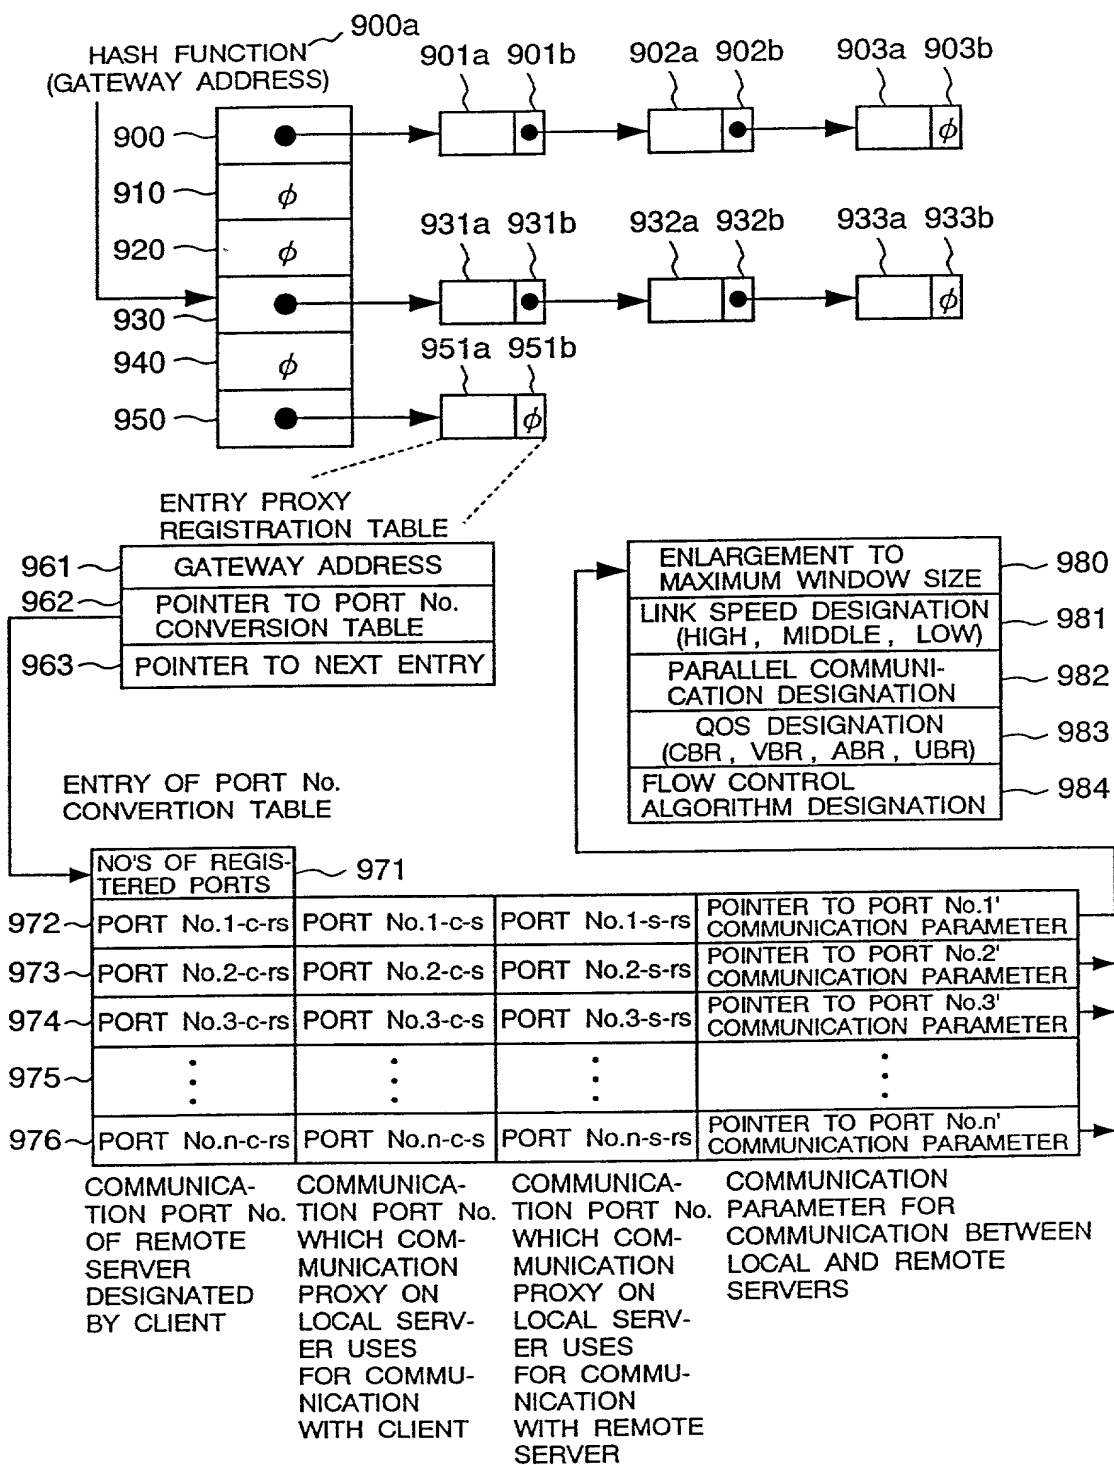 HASH FUNCTION
(GATEWAY ADDRESS)
900a
901a 901b 902a 902b 903a 903b
900
ϕ
910 ϕ
920 ϕ
931a 931b 932a 932b 933a 933b
930
ϕ
940 ϕ
951a 951b
950
ϕ
ENTRY PROXY
REGISTRATION TABLE
961 GATEWAY ADDRESS
962 POINTER TO PORT No.
CONVERSION TABLE
963 POINTER TO NEXT ENTRY
ENLARGEMENT TO
MAXIMUM WINDOW SIZE 980
LINK SPEED DESIGNATION
(HIGH, MIDDLE, LOW) 981
PARALLEL COMMUNI-
CATION DESIGNATION 982
QOS DESIGNATION
(CBR, VBR, ABR, UBR) 983
FLOW CONTROL
ALGORITHM DESIGNATION 984
ENTRY OF PORT No.
CONVERTION TABLE
NO'S OF REGIS-
TERED PORTS 971
972 PORT No.1-c-rs PORT No.1-c-s PORT No.1-s-rs POINTER TO PORT No.1'
COMMUNICATION PARAMETER
973 PORT No.2-c-rs PORT No.2-c-s PORT No.2-s-rs POINTER TO PORT No.2'
COMMUNICATION PARAMETER
974 PORT No.3-c-rs PORT No.3-c-s PORT No.3-s-rs POINTER TO PORT No.3'
COMMUNICATION PARAMETER
975
976 PORT No.n-c-rs PORT No.n-c-s PORT No.n-s-rs POINTER TO PORT No.n'
COMMUNICATION PARAMETER
COMMUNICA-
TION PORT No.
OF REMOTE
SERVER
DESIGNATED
BY CLIENT
COMMUNICA-
TION PORT No.
WHICH COM-
MUNICATION
PROXY ON
LOCAL SERV-
ER USES
FOR COMMU-
NICATION
WITH CLIENT
COMMUNICA-
TION PORT No.
WHICH COM-
MUNICATION
PROXY ON
LOCAL SERV-
ER USES
FOR COMMU-
NICATION
WITH REMOTE
SERVER
COMMUNICATION
PARAMETER FOR
COMMUNICATION BETWEEN
LOCAL AND REMOTE
SERVERS